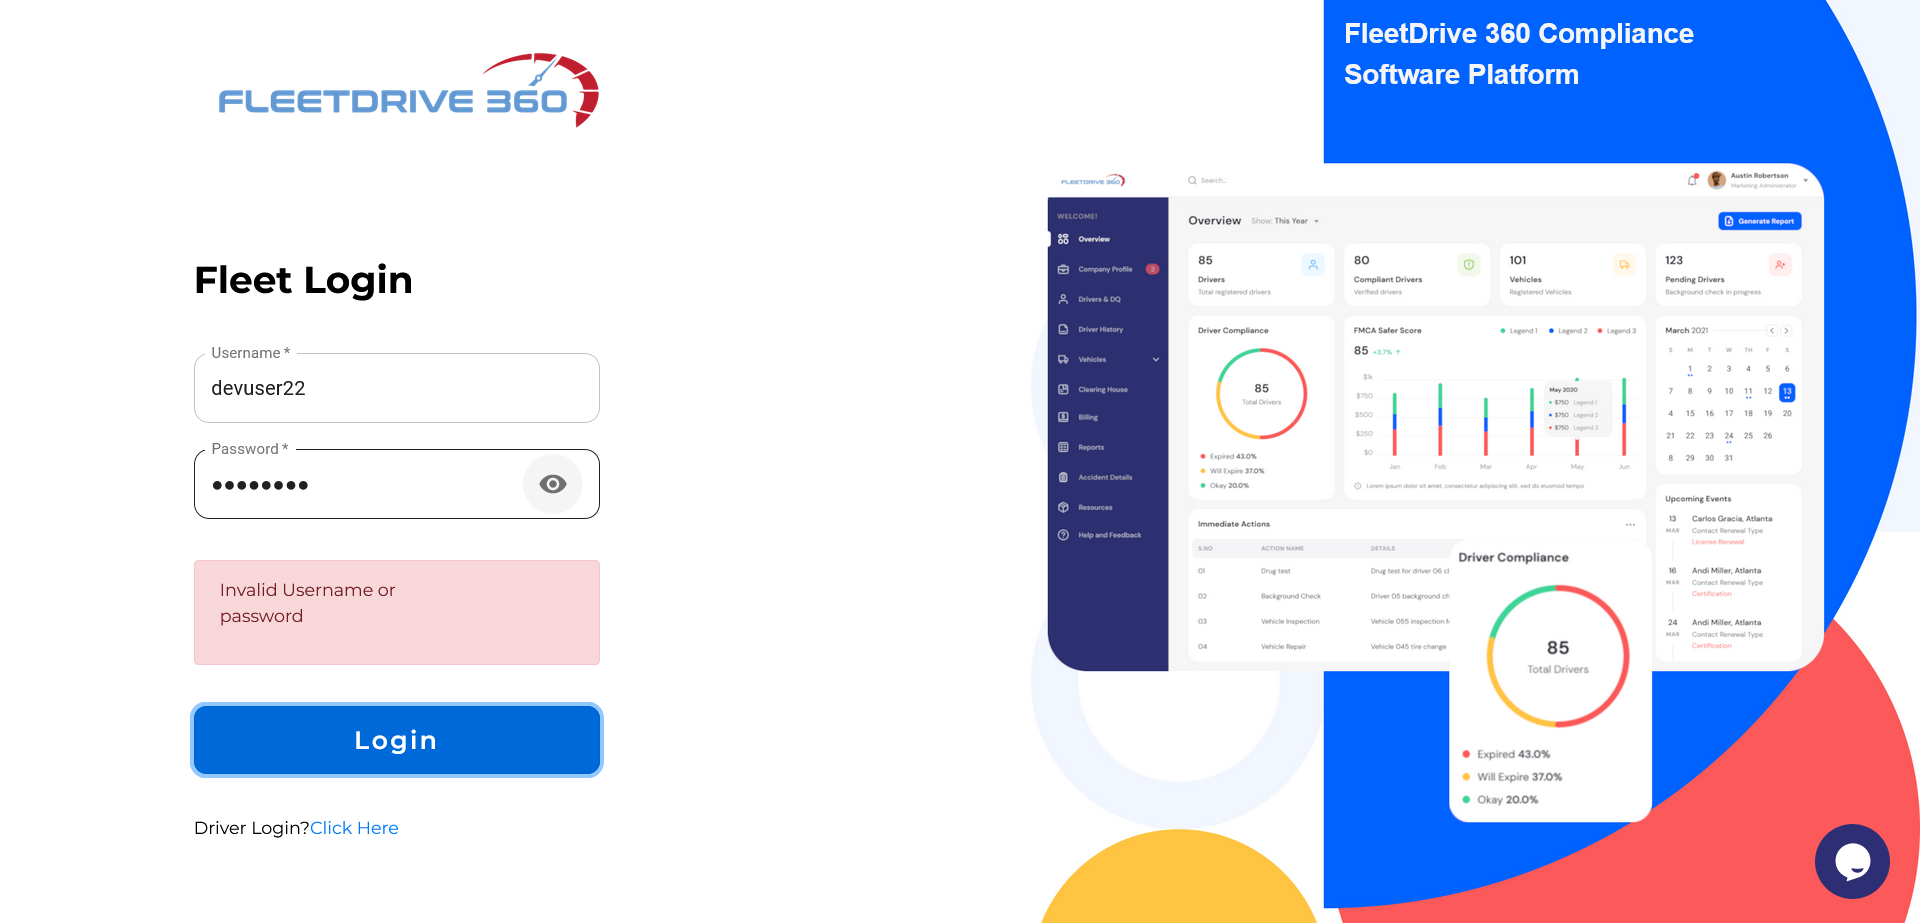 FLEETDRIVE 360
Fleet Login
Username *
devuser22
Password *
Invalid Username or
password
Login
Driver Login?Click Here
FleetDrive 360 Compliance
Software Platform
FLEETDRIVE 360
Search...
Austin Robertson
Marketing Administrator
WELCOME!
Overview
Company Profile 3
Drivers & DQ
Driver History
Vehicles
Clearing House
Billing
Reports
Accident Details
Resources
Help and Feedback
Overview Show: This Year
Generate Report
85
Drivers
Total registered drivers
80
Compliant Drivers
Verified drivers
101
Vehicles
Registered Vehicles
123
Pending Drivers
Background check in progress
Driver Compliance
85
Total Drivers
Expired 43.0%
Will Expire 37.0%
Okay 20.0%
FMCA Safer Score
Legend 1 Legend 2 Legend 3
85 +3.7%
$1k
$750
$500
$250
$0
May 2020
$750 Legend 1
$750 Legend 2
$750 Legend 3
Jan Feb Mar Apr May Jun
Lorem ipsum dolor sit amet, consectetur adipiscing elit, sed do eiusmod tempo
March 2021
S M T W TH F S
1 2 3 4 5 6
7 8 9 10 11 12 13
4 15 16 17 18 19 20
21 22 23 24 25 26
8 29 30 31
Immediate Actions
S.NO ACTION NAME DETAILS
01 Drug test Drug test for driver 06 cl
02 Background Check Driver 05 background ch
03 Vehicle Inspection Vehicle 055 inspection
04 Vehicle Repair Vehicle 045 tire change
Upcoming Events
13 MAR
Carlos Gracia, Atlanta
Contact Renewal Type
License Renewal
16 MAR
Andi Miller, Atlanta
Contact Renewal Type
Certification
24 MAR
Andi Miller, Atlanta
Contact Renewal Type
Certification
Driver Compliance
85
Total Drivers
Expired 43.0%
Will Expire 37.0%
Okay 20.0%